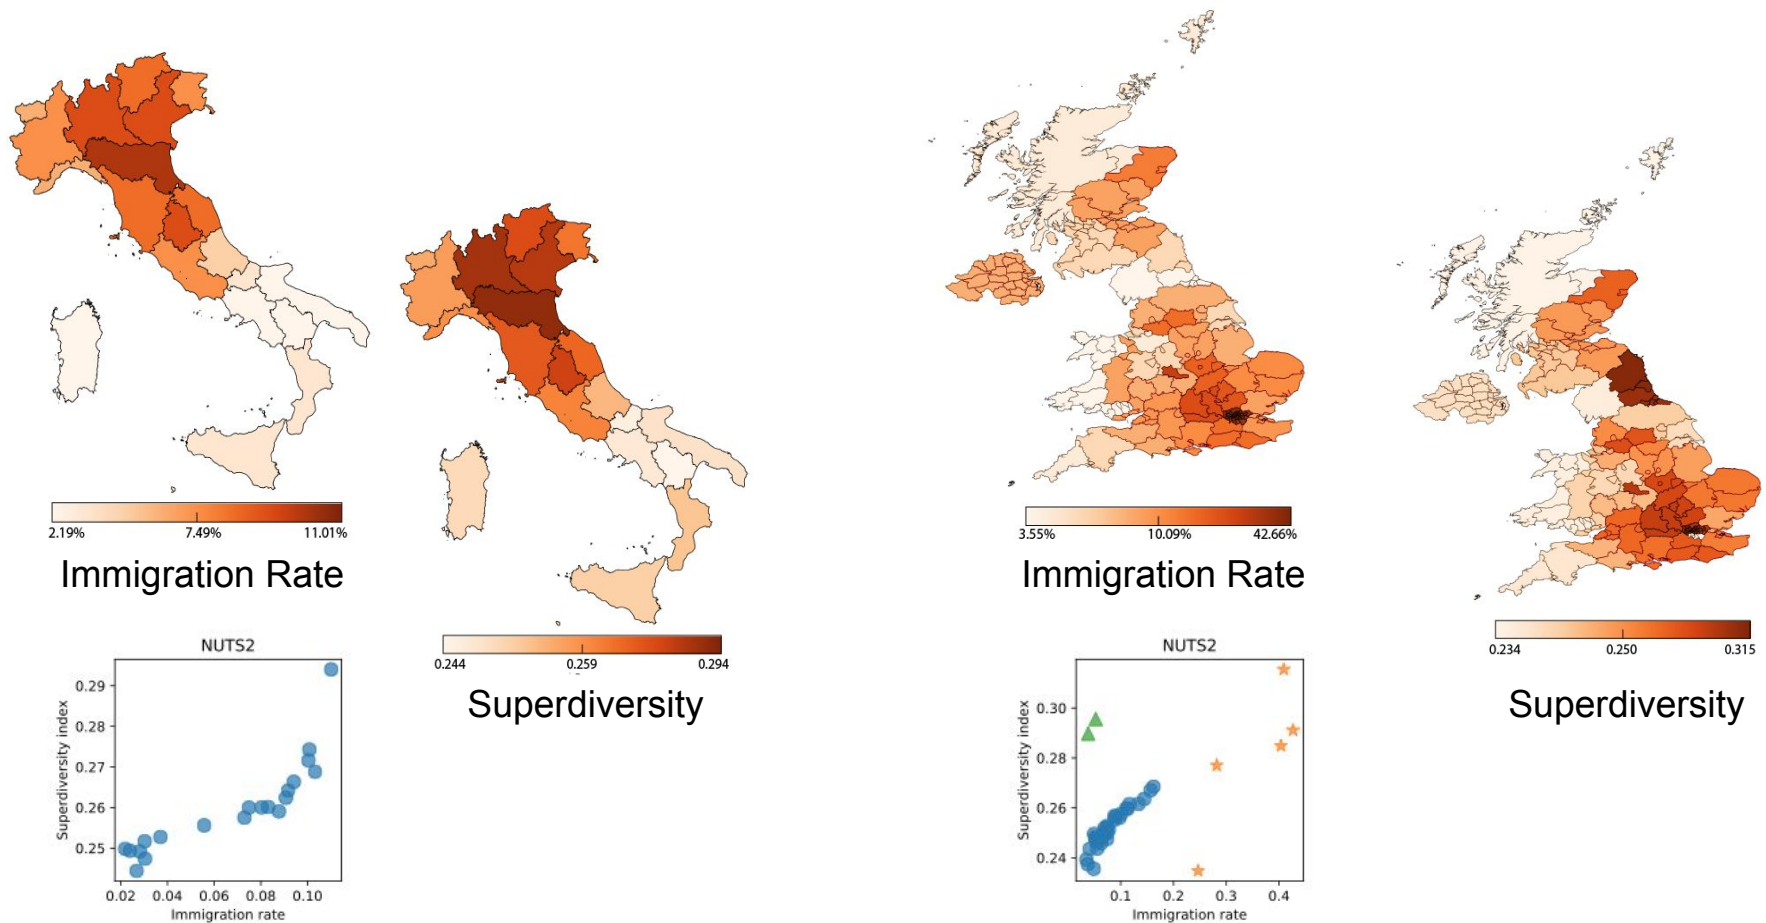 2.19% 7.49% 11.01%
Immigration Rate
0.244 0.259 0.294
Superdiversity
3.55% 10.09% 42.66%
Immigration Rate
0.234 0.250 0.315
Superdiversity
NUTS2
Superdiversity index
0.29
0.28
0.27
0.26
0.25
0.02 0.04 0.06 0.08 0.10
Immigration rate
NUTS2
Superdiversity index
0.30
0.28
0.26
0.24
0.1 0.2 0.3 0.4
Immigration rate